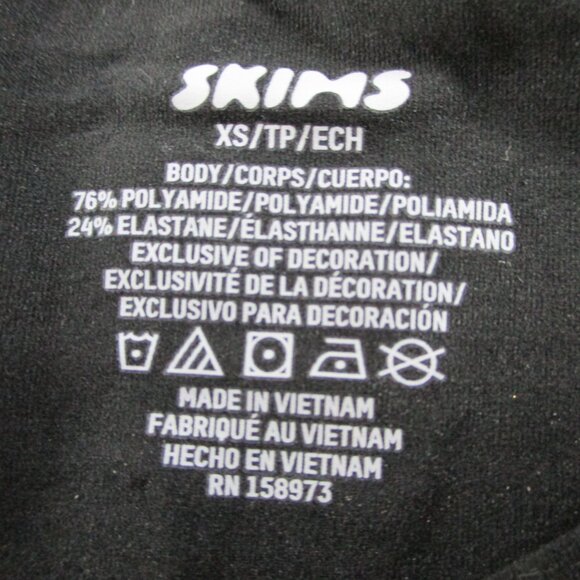 SKIMS
XS/TP/ECH
BODY/CORPS/CUERPO:
76% POLYAMIDE/POLYAMIDE/POLIAMIDA
24% ELASTANE/ÉLASTHANNE/ELASTANO
EXCLUSIVE OF DECORATION/
EXCLUSIVITÉ DE LA DÉCORATION/
EXCLUSIVO PARA DECORACIÓN
MADE IN VIETNAM
FABRIQUÉ AU VIETNAM
HECHO EN VIETNAM
RN 158973